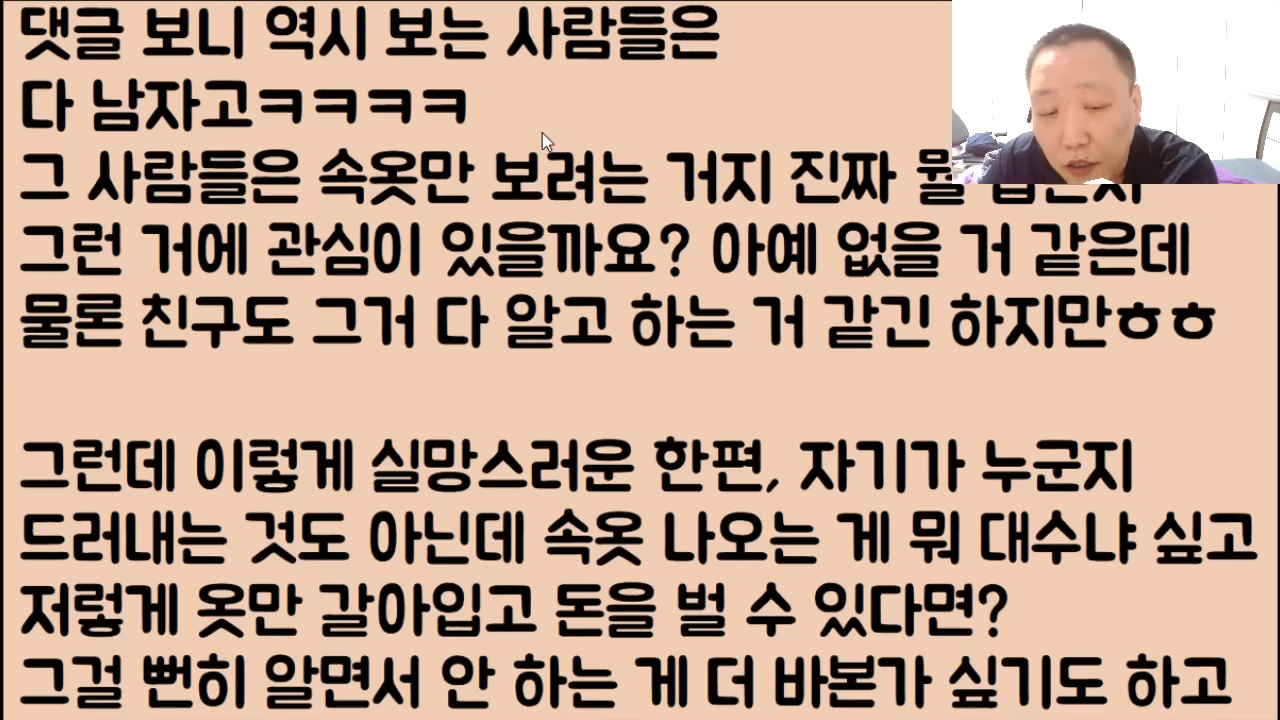 댓글 보니 역시 보는 사람들은
다 남자고ㅋㅋㅋㅋ
그 사람들은 속옷만 보려는 거지 진짜 뭘
그런 거에 관심이 있을까요? 아예 없을 거 같은데
물론 친구도 그거 다 알고 하는 거 같긴 하지만ㅎㅎ
그런데 이렇게 실망스러운 한편, 자기가 누군지
드러내는 것도 아닌데 속옷 나오는 게 뭐 대수냐 싶고
저렇게 옷만 갈아입고 돈을 벌 수 있다면?
그걸 뻔히 알면서 안 하는 게 더 바본가 싶기도 하고